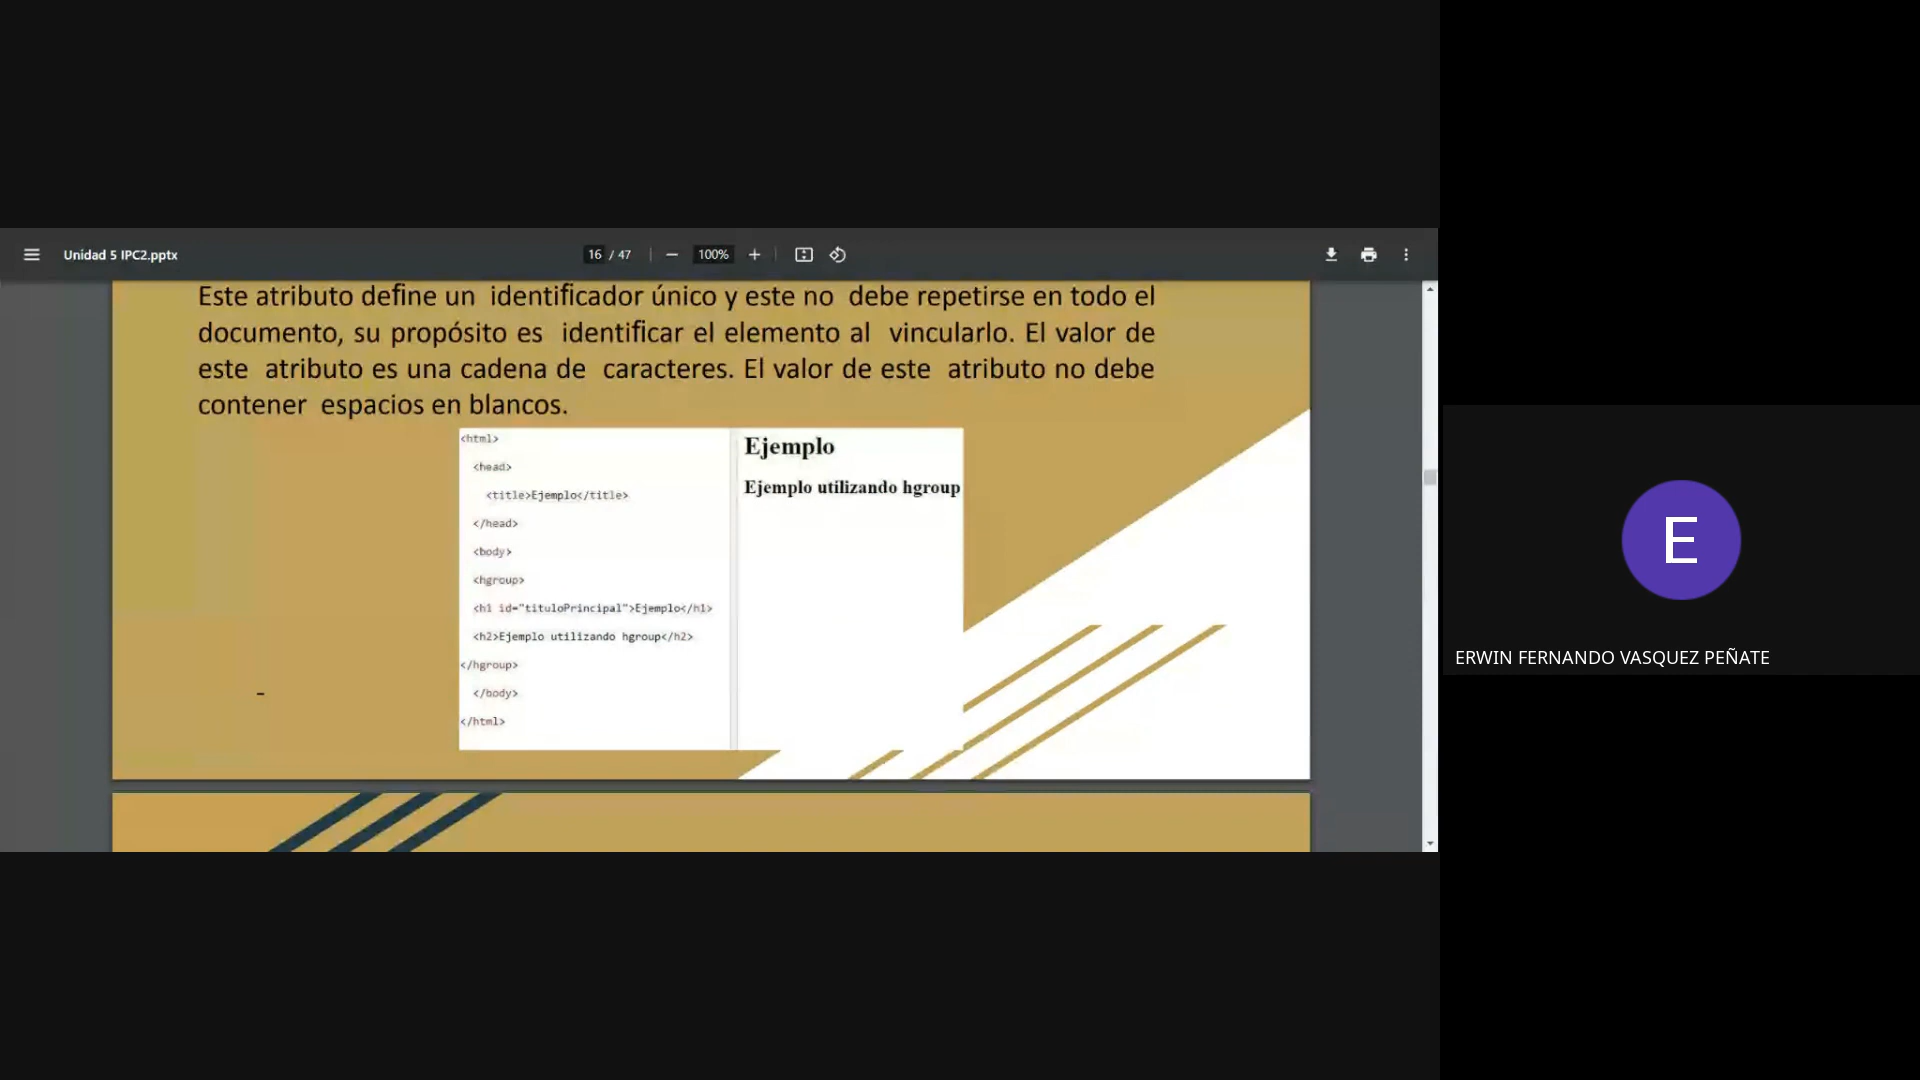 Unidad 5 IPC2.pptx
16 / 47
100%
Este atributo define un identificador único y este no debe repetirse en todo el
documento, su propósito es identificar el elemento al vincularlo. El valor de
este atributo es una cadena de caracteres. El valor de este atributo no debe
contener espacios en blancos.
<html>
<head>
<title>Ejemplo</title>
</head>
<body>
<hgroup>
<h1 id="tituloPrincipal">Ejemplo</h1>
<h2>Ejemplo utilizando hgroup</h2>
</hgroup>
</body>
</html>
Ejemplo
Ejemplo utilizando hgroup
-
E
ERWIN FERNANDO VASQUEZ PEÑATE